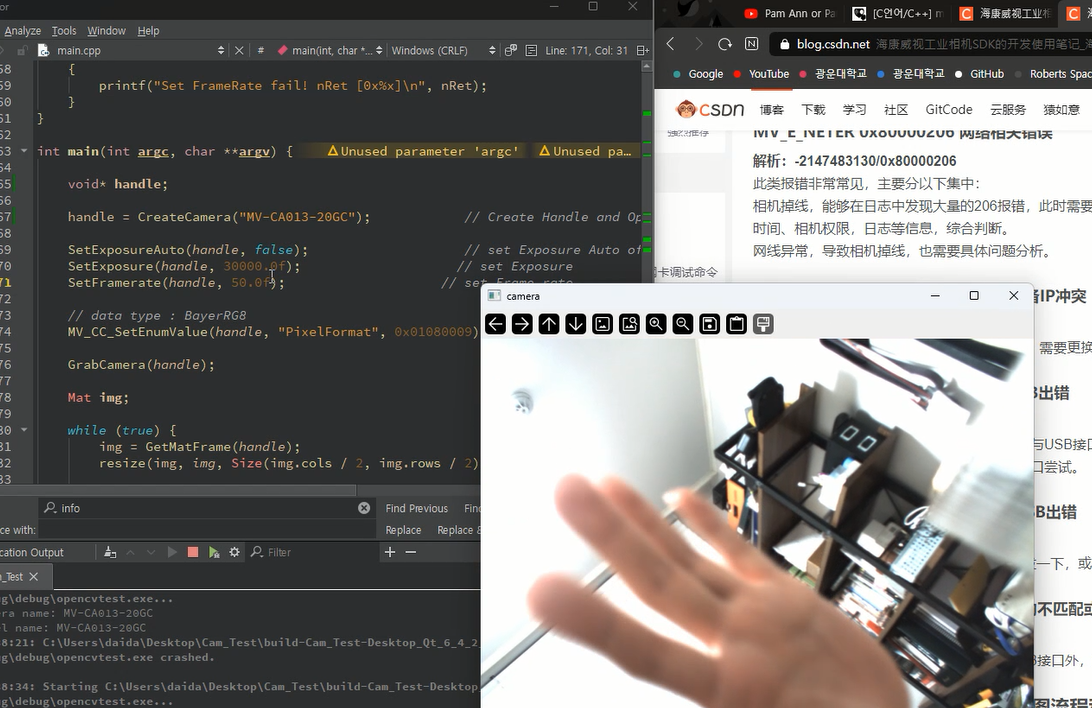 or
Analyze Tools Window Help
main.cpp
#
main(int, char *...
Windows (CRLF)
Line: 171, Col: 31
58 {
59 printf("Set FrameRate fail! nRet [0x%x]\n", nRet);
60 }
61 }
62
63 int main(int argc, char **argv) { Unused parameter 'argc' Unused pa...
64
65 void* handle;
66
67 handle = CreateCamera("MV-CA013-20GC"); // Create Handle and Op
69 SetExposureAuto(handle, false); // set Exposure Auto of
70 SetExposure(handle, 30000.0f); // set Exposure
71 SetFramerate(handle, 50.0f); // set Frame rate
72
73 // data type : BayerRG8
74 MV_CC_SetEnumValue(handle, "PixelFormat", 0x01080009)
75
76 GrabCamera(handle);
77
78 Mat img;
79
80 while (true) {
81 img = GetMatFrame(handle);
82 resize(img, img, Size(img.cols / 2, img.rows / 2)
83
info
Find Previous Fin
ce with:
Replace Replace &
cation Output
Filter
_Test
g\debug\opencvtest.exe...
era name: MV-CA013-20GC
el name: MV-CA013-20GC
8:21: C:\Users\daida\Desktop\Cam_Test\build-Cam_Test-Desktop_Qt_6_4_2_
g\debug\opencvtest.exe crashed.
8:34: Starting C:\Users\daida\Desktop\Cam_Test\build-Cam_Test-Desktop_
g\debug\opencvtest.exe...
Pam Ann or Pa
[C언어/C++] m
海康威视工业相
海
blog.csdn.net 海康威视工业相机SDK的开发使用笔记_海
Google YouTube 광운대학교 광운대학교 GitHub Roberts Spac
CSDN 博客 下载 学习 社区 GitCode 云服务 猿如意
强烈推荐
MV_E_NETER 0x80000206 网络相关错误
解析：-2147483130/0x80000206
此类报错非常常见，主要分以下集中：
相机掉线，能够在日志中发现大量的206报错，此时需要
时间、相机权限，日志等信息，综合判断。
网线异常，导致相机掉线，也需要具体问题分析。
卡调试命令
camera
IP冲突
需要更换
出错
与USB接口
口尝试。
B出错
一下，或
不匹配或
接口外，
图流程